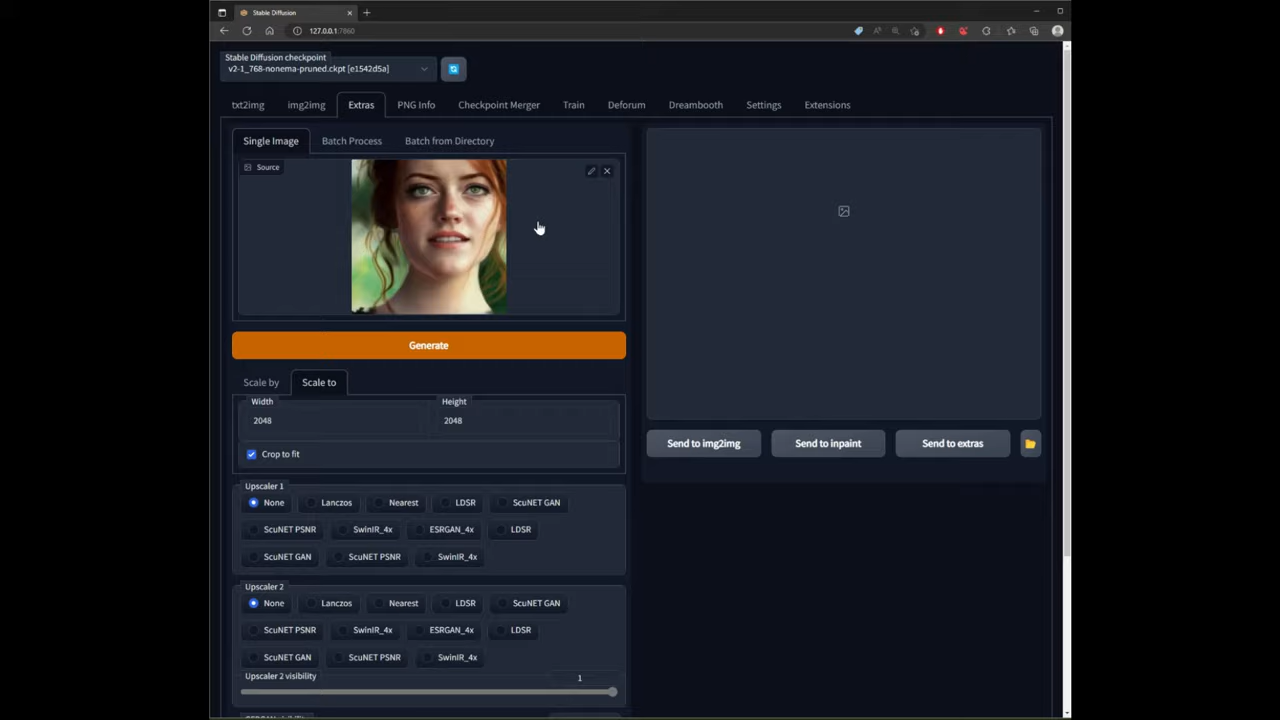 Stable Diffusion
127.0.0.1:7860
Stable Diffusion checkpoint
v2-1_768-nonema-pruned.ckpt [e1542d5a]
txt2img img2img Extras PNG Info Checkpoint Merger Train Deforum Dreambooth Settings Extensions
Single Image Batch Process Batch from Directory
Source
Generate
Scale by Scale to
Width Height
2048 2048
Crop to fit
Upscaler 1
None Lanczos Nearest LDSR ScuNET GAN
ScuNET PSNR SwinIR_4x ESRGAN_4x LDSR
ScuNET GAN ScuNET PSNR SwinIR_4x
Upscaler 2
None Lanczos Nearest LDSR ScuNET GAN
ScuNET PSNR SwinIR_4x ESRGAN_4x LDSR
ScuNET GAN ScuNET PSNR SwinIR_4x
Upscaler 2 visibility 1
Send to img2img Send to inpaint Send to extras